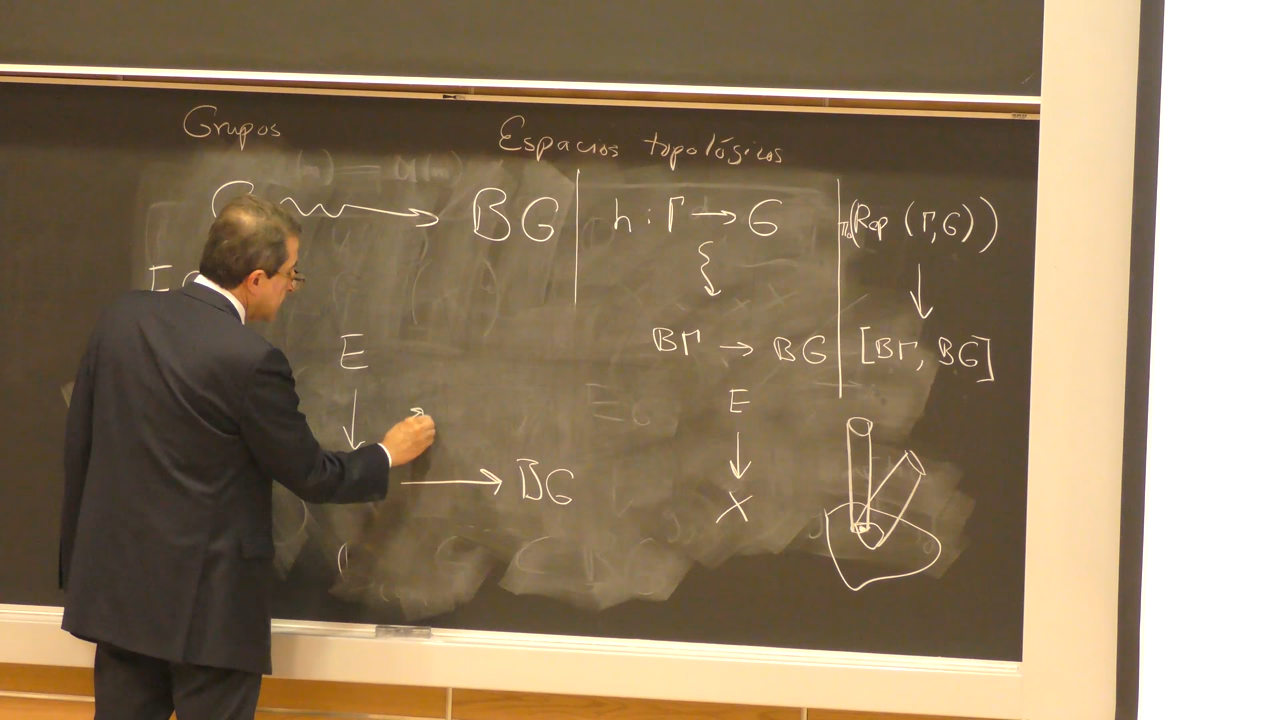 Grupos
Espacios topológicos
BG
h : Γ → G
π₀(Rep (Γ, G))
↓
BΓ → BG
[BΓ, BG]
E
↓
E
↓
X
→ BG